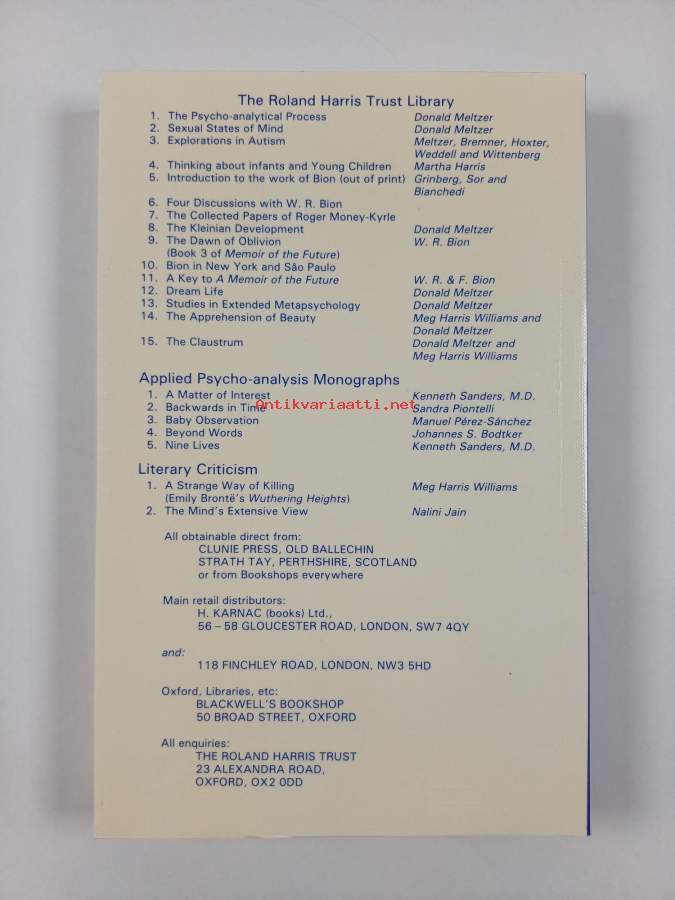 The Roland Harris Trust Library
1. The Psycho-analytical Process Donald Meltzer
2. Sexual States of Mind Donald Meltzer
3. Explorations in Autism Meltzer, Bremner, Hoxter,
Weddell and Wittenberg
4. Thinking about infants and Young Children Martha Harris
5. Introduction to the work of Bion (out of print) Grinberg, Sor and
Bianchedi
6. Four Discussions with W. R. Bion
7. The Collected Papers of Roger Money-Kyrle
8. The Kleinian Development Donald Meltzer
9. The Dawn of Oblivion W. R. Bion
(Book 3 of Memoir of the Future)
10. Bion in New York and Sâo Paulo
11. A Key to A Memoir of the Future W. R. & F. Bion
12. Dream Life Donald Meltzer
13. Studies in Extended Metapsychology Donald Meltzer
14. The Apprehension of Beauty Meg Harris Williams and
Donald Meltzer
15. The Claustrum Donald Meltzer and
Meg Harris Williams
Applied Psycho-analysis Monographs
1. A Matter of Interest Kenneth Sanders, M.D.
Antikvariaatti.net
2. Backwards in Time Sandra Piontelli
3. Baby Observation Manuel Pérez-Sánchez
4. Beyond Words Johannes S. Bodtker
5. Nine Lives Kenneth Sanders, M.D.
Literary Criticism
1. A Strange Way of Killing Meg Harris Williams
(Emily Brontë's Wuthering Heights)
2. The Mind's Extensive View Nalini Jain
All obtainable direct from:
CLUNIE PRESS, OLD BALLECHIN
STRATH TAY, PERTHSHIRE, SCOTLAND
or from Bookshops everywhere
Main retail distributors:
H. KARNAC (books) Ltd.,
56–58 GLOUCESTER ROAD, LONDON, SW7 4QY
and:
118 FINCHLEY ROAD, LONDON, NW3 5HD
Oxford, Libraries, etc:
BLACKWELL'S BOOKSHOP
50 BROAD STREET, OXFORD
All enquiries:
THE ROLAND HARRIS TRUST
23 ALEXANDRA ROAD,
OXFORD, OX2 0DD